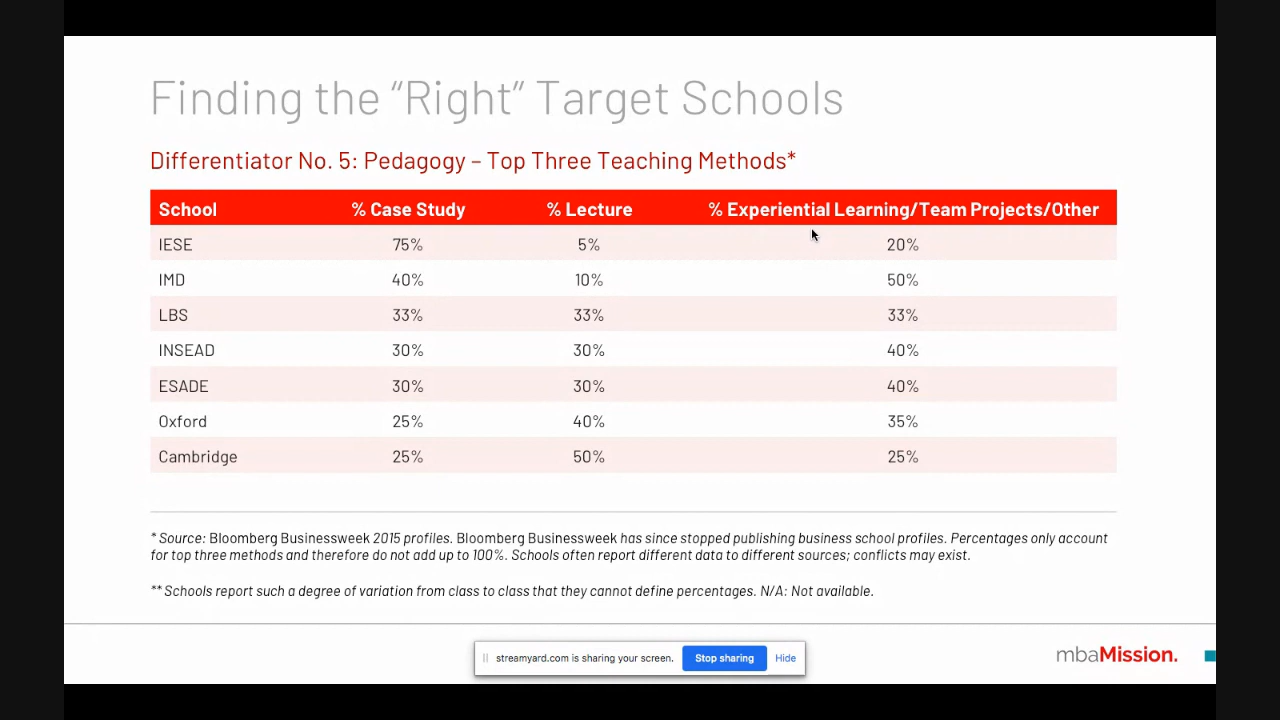 Finding the “Right” Target Schools
Differentiator No. 5: Pedagogy – Top Three Teaching Methods*
School % Case Study % Lecture % Experiential Learning/Team Projects/Other
IESE 75% 5% 20%
IMD 40% 10% 50%
LBS 33% 33% 33%
INSEAD 30% 30% 40%
ESADE 30% 30% 40%
Oxford 25% 40% 35%
Cambridge 25% 50% 25%
* Source: Bloomberg Businessweek 2015 profiles. Bloomberg Businessweek has since stopped publishing business school profiles. Percentages only account
for top three methods and therefore do not add up to 100%. Schools often report different data to different sources; conflicts may exist.
** Schools report such a degree of variation from class to class that they cannot define percentages. N/A: Not available.
streamyard.com is sharing your screen. Stop sharing Hide
mbaMission.